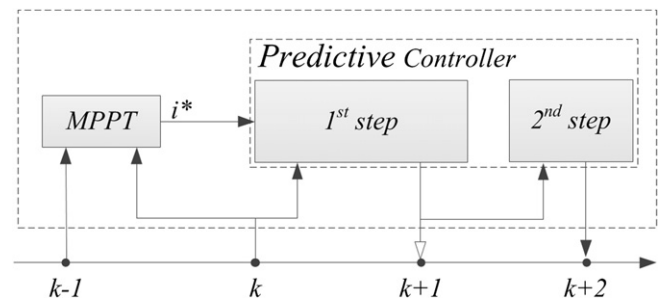 Predictive Controller
MPPT
i*
1st step
2nd step
k-1
k
k+1
k+2